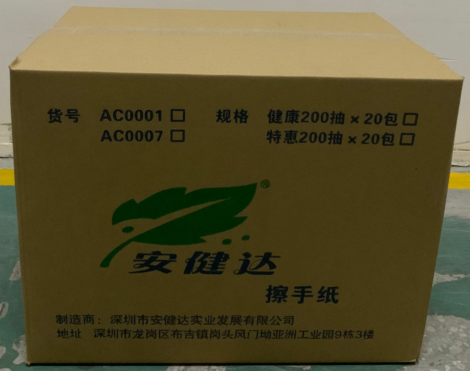 货号 AC0001□ 规格 健康200抽×20包□
AC0007□ 特惠200抽×20包□
®
安健达
擦手纸
制造商：深圳市安健达实业发展有限公司
地址 深圳市龙岗区布吉镇岗头风门坳亚洲工业园9栋3楼